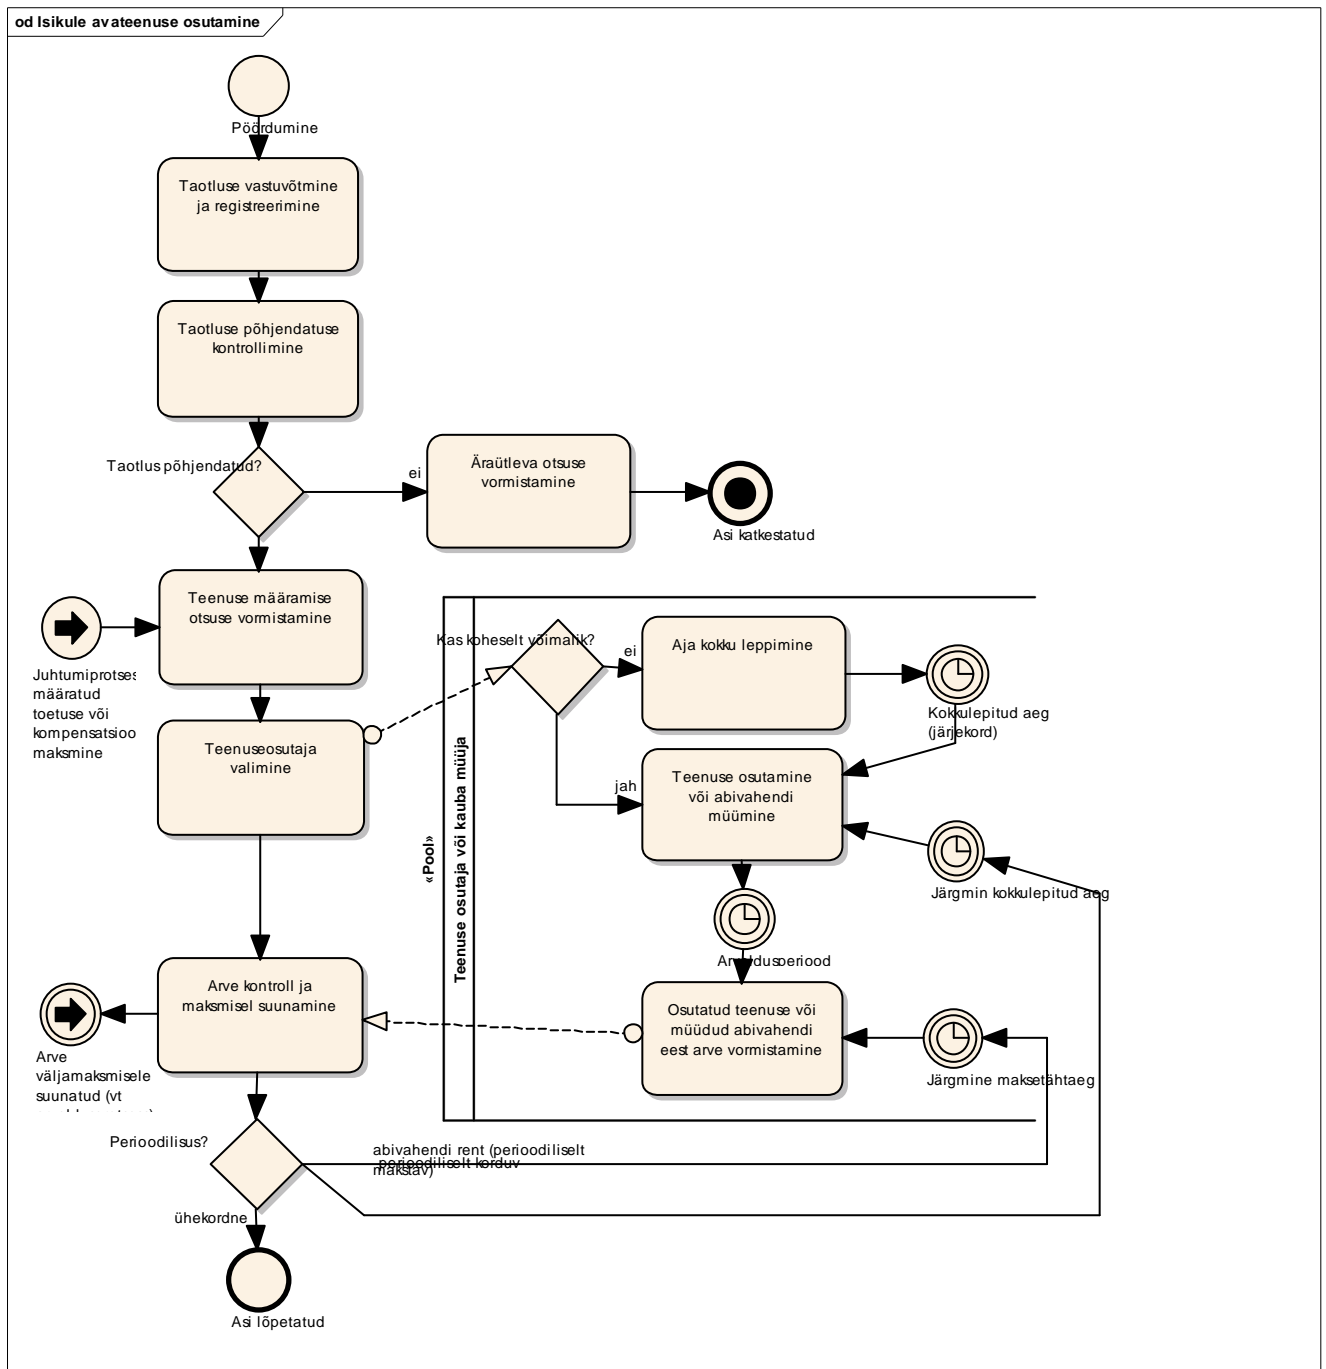 od Isikule avateenuse osutamine
Pöördumine
Taotluse vastuvõtmine
ja registreerimine
Taotluse põhjendatuse
kontrollimine
Taotlus põhjendatud?
ei
Äraütleva otsuse
vormistamine
Asi katkestatud
Teenuse määramise
otsuse vormistamine
Juhtumiprotses
määratud
toetuse või
kompensatsioo
maksmine
Teenuseosutaja
valimine
«Pool»
Teenuse osutaja või kauba müüja
Kas koheselt võimalik?
ei
Aja kokku leppimine
Kokkulepitud aeg
(järjekord)
jah
Teenuse osutamine
või abivahendi
müümine
Järgmin kokkulepitud aeg
Arveldusperiood
Arve kontroll ja
maksmisel suunamine
Osutatud teenuse või
müüdud abivahendi
eest arve vormistamine
Arve
väljamaksmisele
suunatud (vt
Järgmine maksetähtaeg
Perioodilisus?
abivahendi rent (perioodiliselt
makstav)
perioodiliselt korduv
ühekordne
Asi lõpetatud